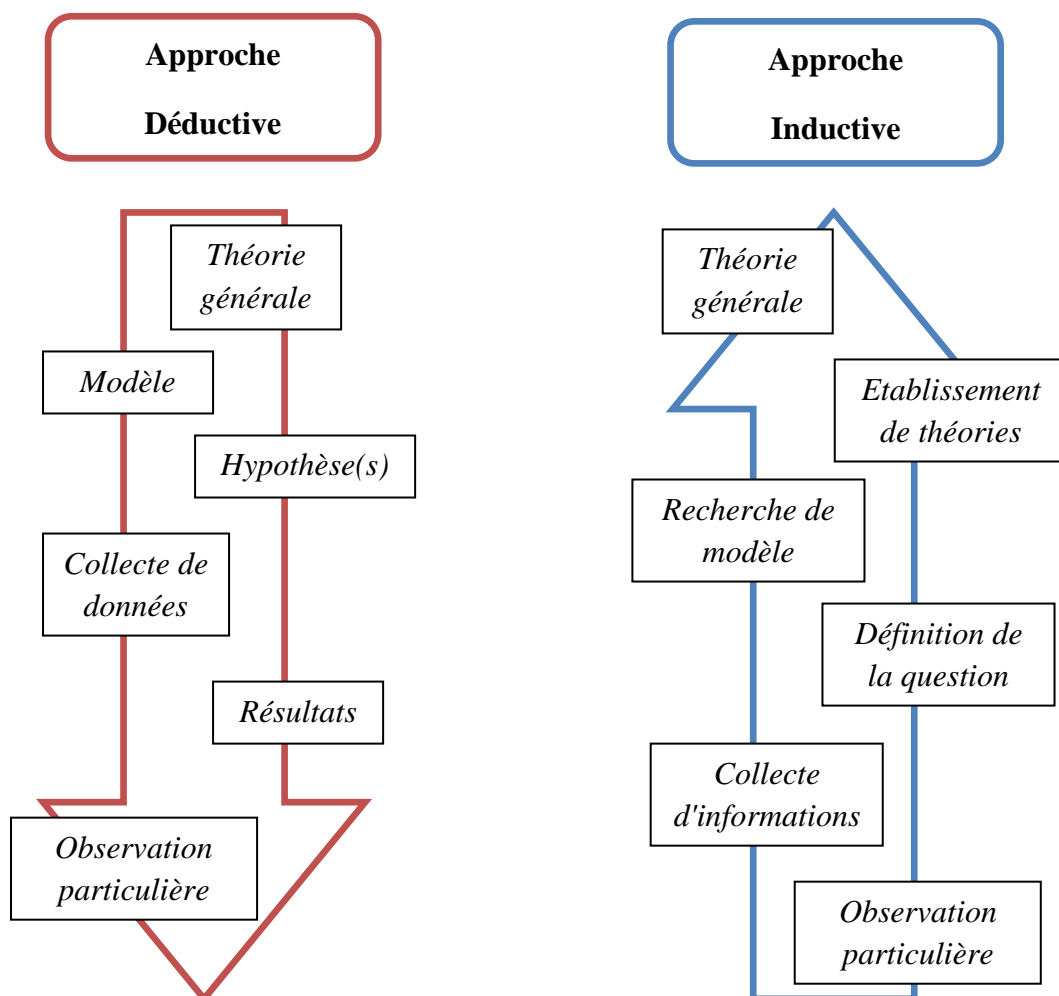 Approche
Déductive
Théorie
générale
Modèle
Hypothèse(s)
Collecte de
données
Résultats
Observation
particulière
Approche
Inductive
Théorie
générale
Etablissement
de théories
Recherche de
modèle
Définition de
la question
Collecte
d'informations
Observation
particulière